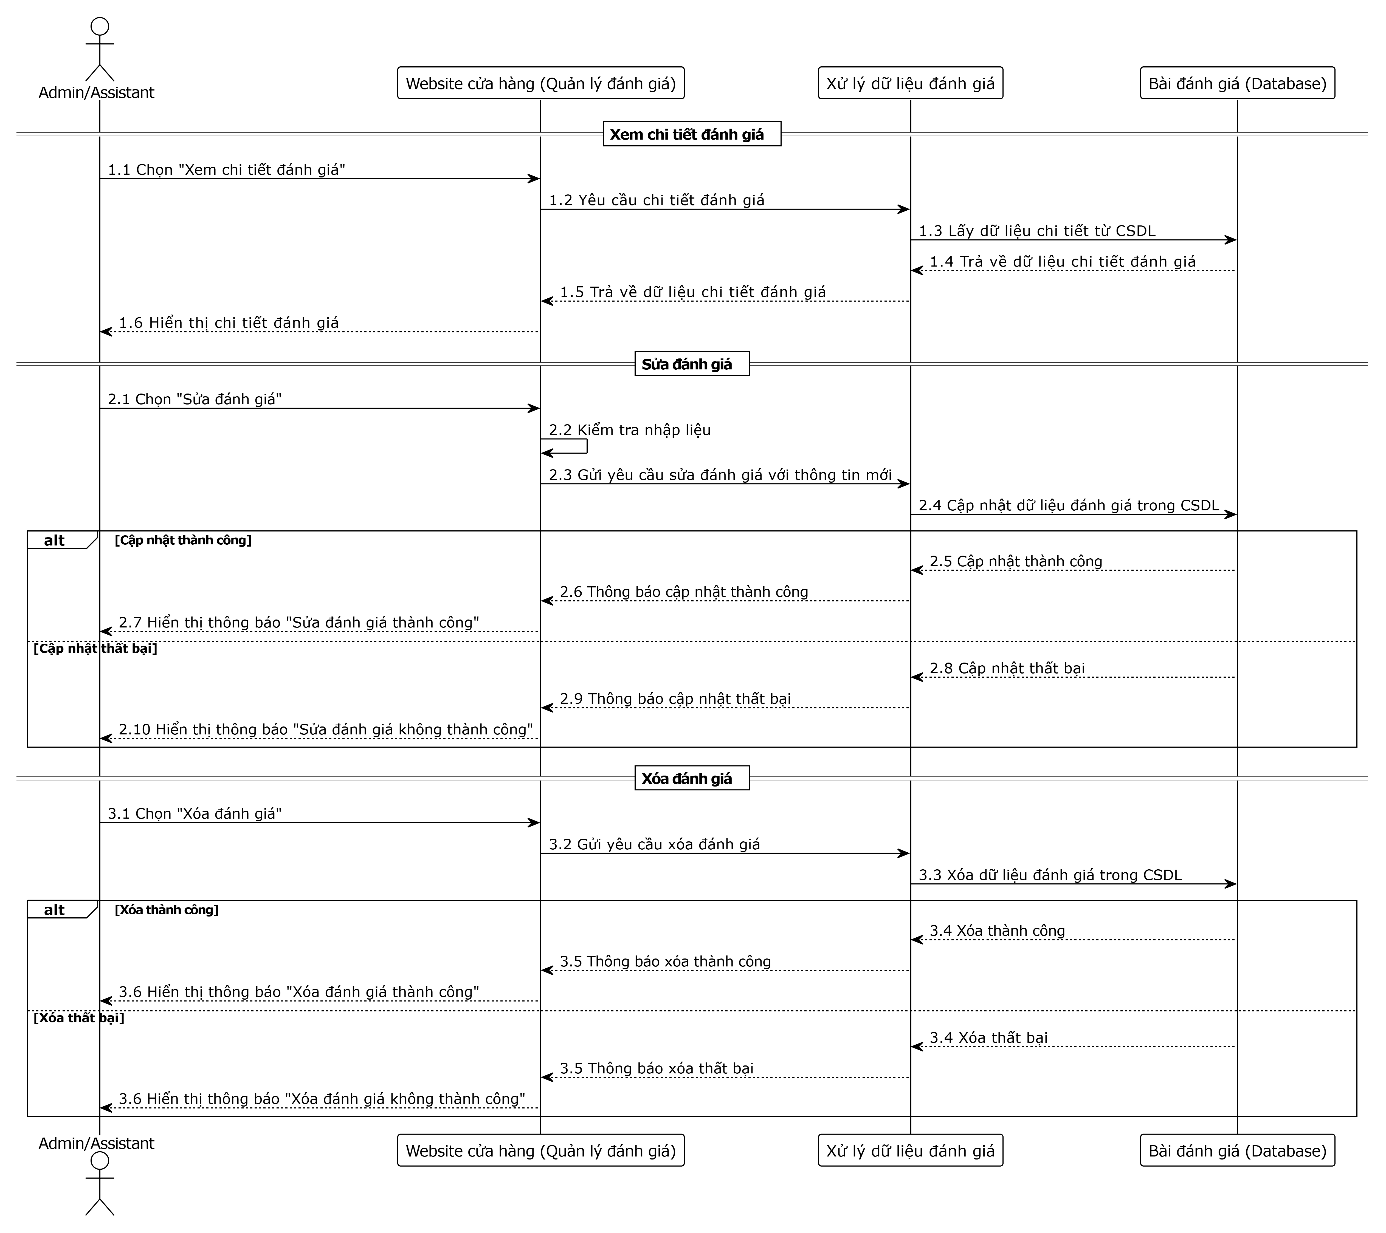 Admin/Assistant
Website cửa hàng (Quản lý đánh giá)
Xử lý dữ liệu đánh giá
Bài đánh giá (Database)
Xem chi tiết đánh giá
1.1 Chọn "Xem chi tiết đánh giá"
1.2 Yêu cầu chi tiết đánh giá
1.3 Lấy dữ liệu chi tiết từ CSDL
1.4 Trả về dữ liệu chi tiết đánh giá
1.5 Trả về dữ liệu chi tiết đánh giá
1.6 Hiển thị chi tiết đánh giá
Sửa đánh giá
2.1 Chọn "Sửa đánh giá"
2.2 Kiểm tra nhập liệu
2.3 Gửi yêu cầu sửa đánh giá với thông tin mới
2.4 Cập nhật dữ liệu đánh giá trong CSDL
alt
[Cập nhật thành công]
2.5 Cập nhật thành công
2.6 Thông báo cập nhật thành công
2.7 Hiển thị thông báo "Sửa đánh giá thành công"
[Cập nhật thất bại]
2.8 Cập nhật thất bại
2.9 Thông báo cập nhật thất bại
2.10 Hiển thị thông báo "Sửa đánh giá không thành công"
Xóa đánh giá
3.1 Chọn "Xóa đánh giá"
3.2 Gửi yêu cầu xóa đánh giá
3.3 Xóa dữ liệu đánh giá trong CSDL
alt
[Xóa thành công]
3.4 Xóa thành công
3.5 Thông báo xóa thành công
3.6 Hiển thị thông báo "Xóa đánh giá thành công"
[Xóa thất bại]
3.4 Xóa thất bại
3.5 Thông báo xóa thất bại
3.6 Hiển thị thông báo "Xóa đánh giá không thành công"
Admin/Assistant
Website cửa hàng (Quản lý đánh giá)
Xử lý dữ liệu đánh giá
Bài đánh giá (Database)